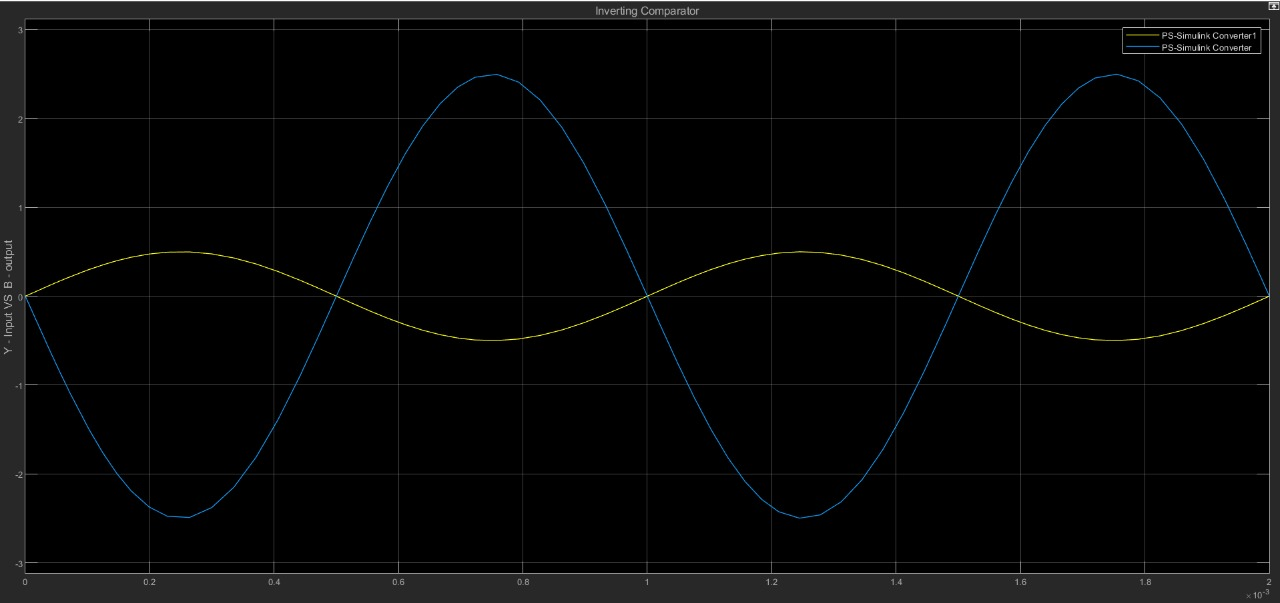 Inverting Comparator
PS-Simulink Converter1
PS-Simulink Converter
Y - Input VS B - output
3
2
1
0
-1
-2
-3
0 0.2 0.4 0.6 0.8 1 1.2 1.4 1.6 1.8 2
×10-3